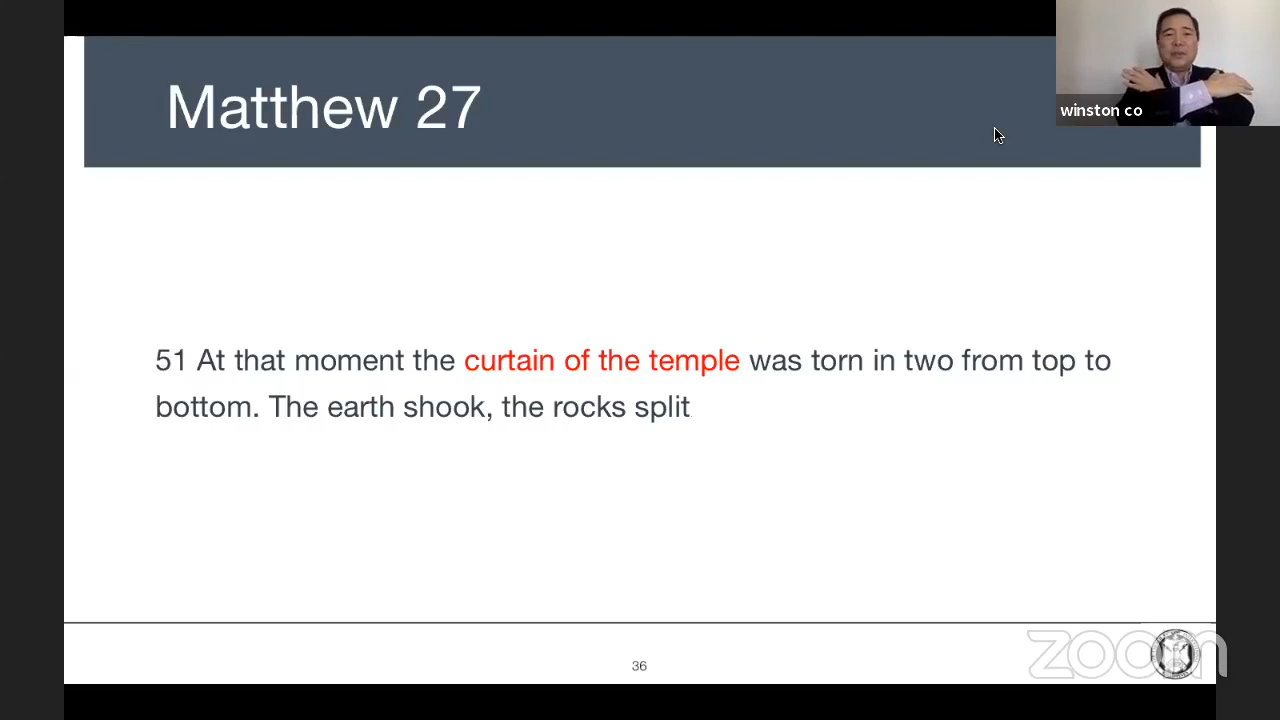 Matthew 27
winston co
51 At that moment the curtain of the temple was torn in two from top to
bottom. The earth shook, the rocks split
36
zoom